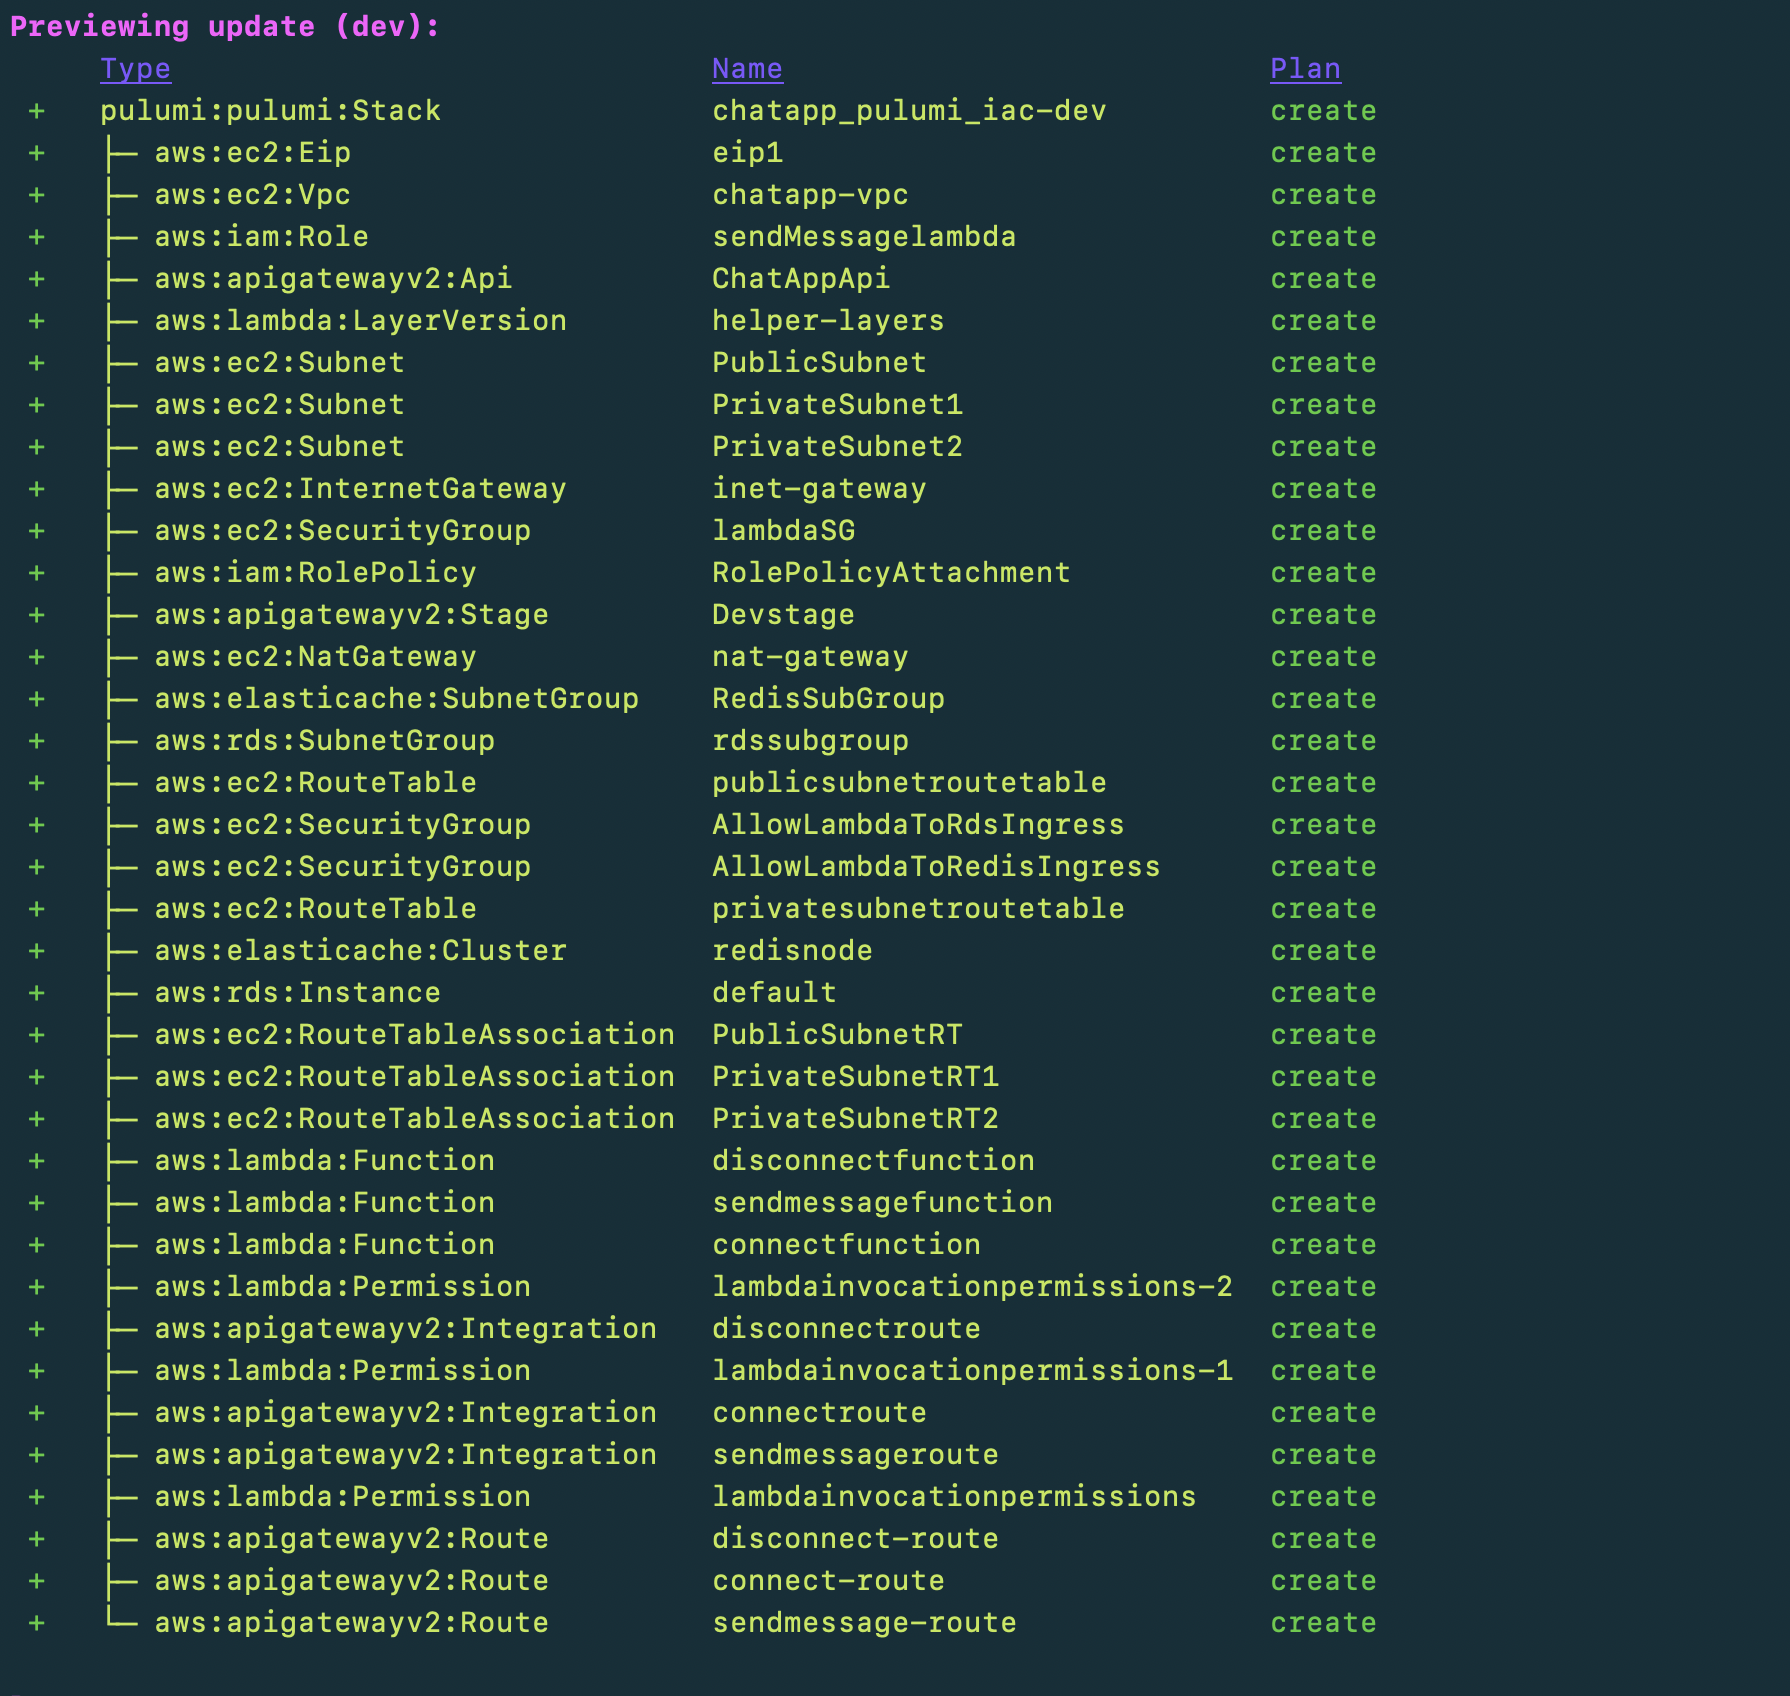 Previewing update (dev):
Type Name Plan
+ pulumi:pulumi:Stack chatapp_pulumi_iac-dev create
+ ├─ aws:ec2:Eip eip1 create
+ ├─ aws:ec2:Vpc chatapp-vpc create
+ ├─ aws:iam:Role sendMessagelambda create
+ ├─ aws:apigatewayv2:Api ChatAppApi create
+ ├─ aws:lambda:LayerVersion helper-layers create
+ ├─ aws:ec2:Subnet PublicSubnet create
+ ├─ aws:ec2:Subnet PrivateSubnet1 create
+ ├─ aws:ec2:Subnet PrivateSubnet2 create
+ ├─ aws:ec2:InternetGateway inet-gateway create
+ ├─ aws:ec2:SecurityGroup lambdaSG create
+ ├─ aws:iam:RolePolicy RolePolicyAttachment create
+ ├─ aws:apigatewayv2:Stage Devstage create
+ ├─ aws:ec2:NatGateway nat-gateway create
+ ├─ aws:elasticache:SubnetGroup RedisSubGroup create
+ ├─ aws:rds:SubnetGroup rdssubgroup create
+ ├─ aws:ec2:RouteTable publicsubnetroutetable create
+ ├─ aws:ec2:SecurityGroup AllowLambdaToRdsIngress create
+ ├─ aws:ec2:SecurityGroup AllowLambdaToRedisIngress create
+ ├─ aws:ec2:RouteTable privatesubnetroutetable create
+ ├─ aws:elasticache:Cluster redisnode create
+ ├─ aws:rds:Instance default create
+ ├─ aws:ec2:RouteTableAssociation PublicSubnetRT create
+ ├─ aws:ec2:RouteTableAssociation PrivateSubnetRT1 create
+ ├─ aws:ec2:RouteTableAssociation PrivateSubnetRT2 create
+ ├─ aws:lambda:Function disconnectfunction create
+ ├─ aws:lambda:Function sendmessagefunction create
+ ├─ aws:lambda:Function connectfunction create
+ ├─ aws:lambda:Permission lambdainvocationpermissions-2 create
+ ├─ aws:apigatewayv2:Integration disconnectroute create
+ ├─ aws:lambda:Permission lambdainvocationpermissions-1 create
+ ├─ aws:apigatewayv2:Integration connectroute create
+ ├─ aws:apigatewayv2:Integration sendmessageroute create
+ ├─ aws:lambda:Permission lambdainvocationpermissions create
+ ├─ aws:apigatewayv2:Route disconnect-route create
+ ├─ aws:apigatewayv2:Route connect-route create
+ └─ aws:apigatewayv2:Route sendmessage-route create